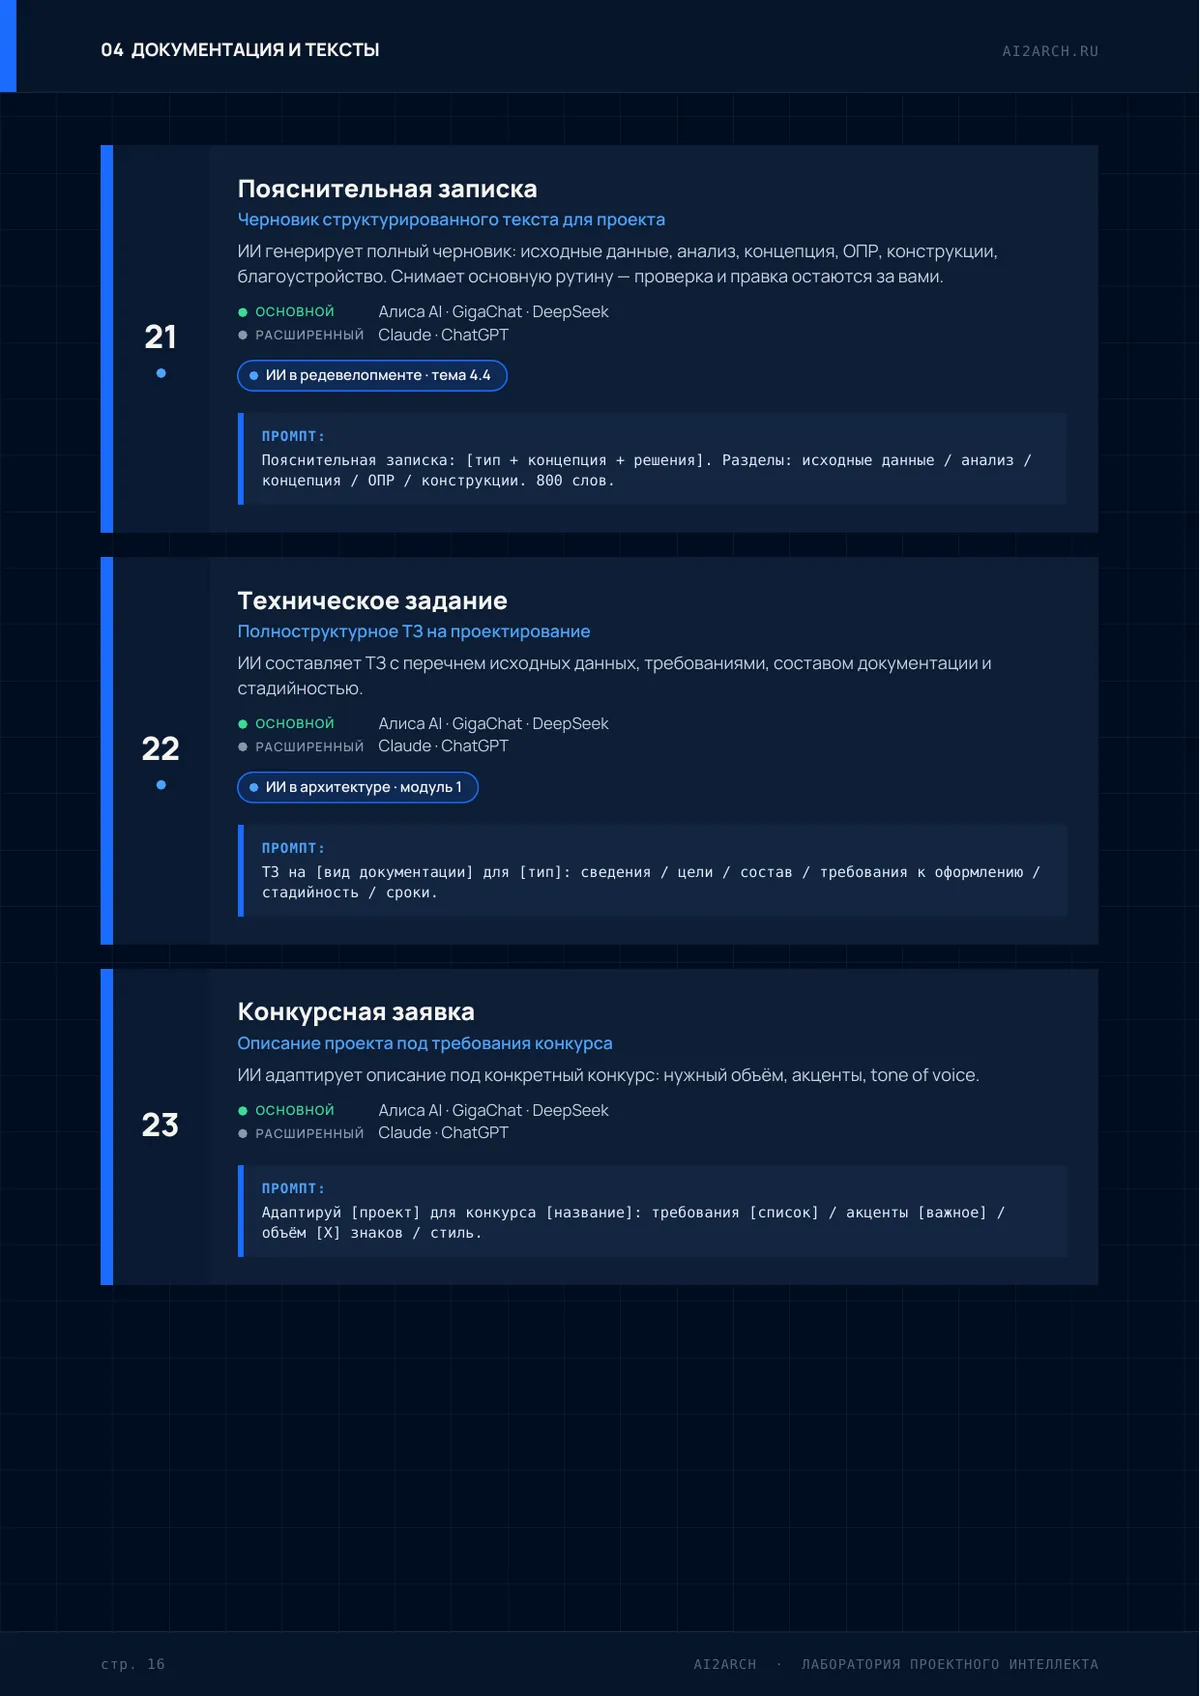 04 ДОКУМЕНТАЦИЯ И ТЕКСТЫ
AI2ARCH.RU
21
Пояснительная записка
Черновик структурированного текста для проекта
ИИ генерирует полный черновик: исходные данные, анализ, концепция, ОПР, конструкции,
благоустройство. Снимает основную рутину — проверка и правка остаются за вами.
ОСНОВНОЙ Алиса AI · GigaChat · DeepSeek
РАСШИРЕННЫЙ Claude · ChatGPT
ИИ в редевелопменте · тема 4.4
ПРОМПТ:
Пояснительная записка: [тип + концепция + решения]. Разделы: исходные данные / анализ /
концепция / ОПР / конструкции. 800 слов.
22
Техническое задание
Полноструктурное ТЗ на проектирование
ИИ составляет ТЗ с перечнем исходных данных, требованиями, составом документации и
стадийностью.
ОСНОВНОЙ Алиса AI · GigaChat · DeepSeek
РАСШИРЕННЫЙ Claude · ChatGPT
ИИ в архитектуре · модуль 1
ПРОМПТ:
ТЗ на [вид документации] для [тип]: сведения / цели / состав / требования к оформлению /
стадийность / сроки.
23
Конкурсная заявка
Описание проекта под требования конкурса
ИИ адаптирует описание под конкретный конкурс: нужный объём, акценты, tone of voice.
ОСНОВНОЙ Алиса AI · GigaChat · DeepSeek
РАСШИРЕННЫЙ Claude · ChatGPT
ПРОМПТ:
Адаптируй [проект] для конкурса [название]: требования [список] / акценты [важное] /
объём [X] знаков / стиль.
стр. 16
AI2ARCH · ЛАБОРАТОРИЯ ПРОЕКТНОГО ИНТЕЛЛЕКТА